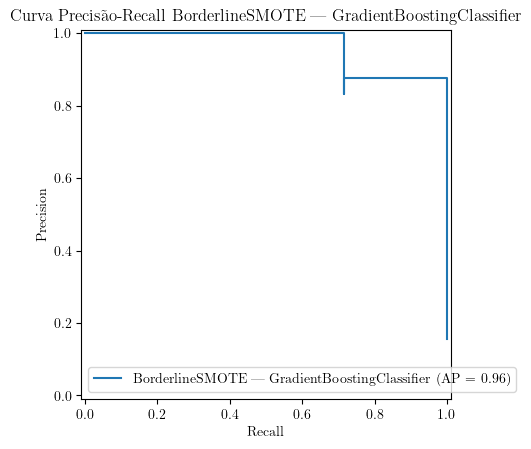 Curva Precisão-Recall BorderlineSMOTE — GradientBoostingClassifier
1.0
0.8
0.6
0.4
0.2
0.0
Precision
BorderlineSMOTE — GradientBoostingClassifier (AP = 0.96)
0.0 0.2 0.4 0.6 0.8 1.0
Recall